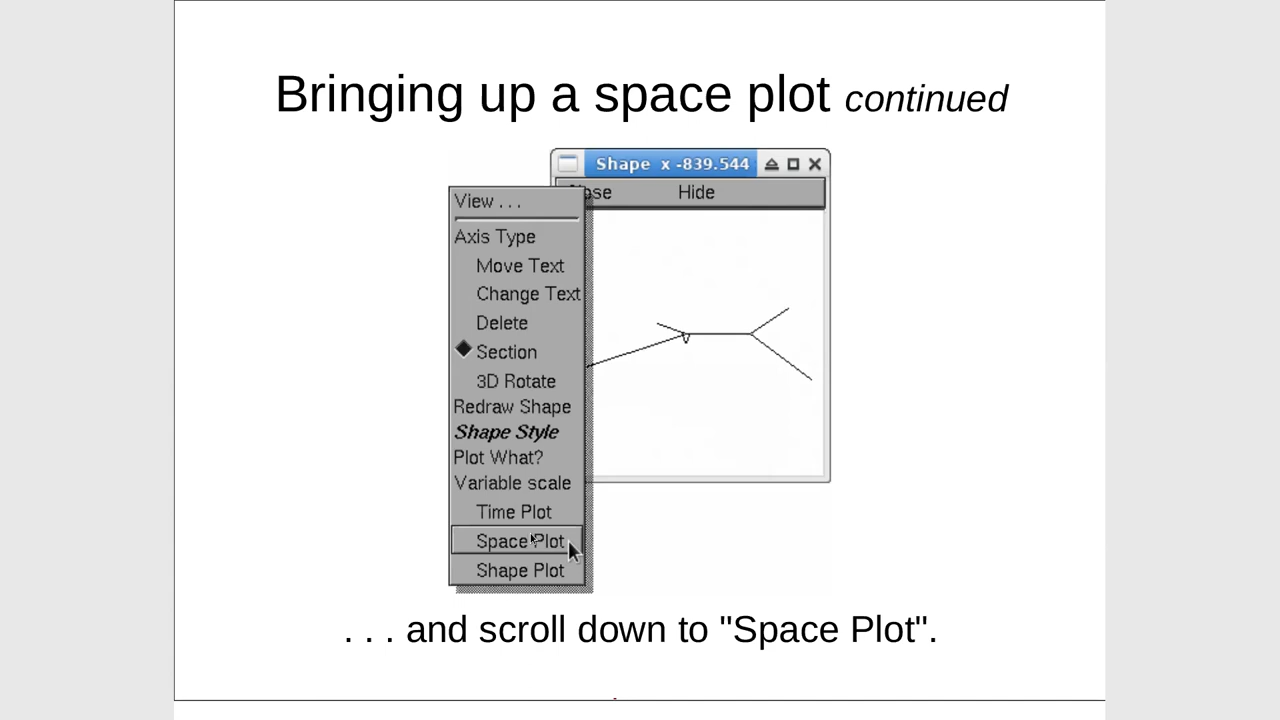 Bringing up a space plot continued
Shape x -839.544
Close Hide
View . . .
Axis Type
Move Text
Change Text
Delete
Section
3D Rotate
Redraw Shape
Shape Style
Plot What?
Variable scale
Time Plot
Space Plot
Shape Plot
. . . and scroll down to "Space Plot".